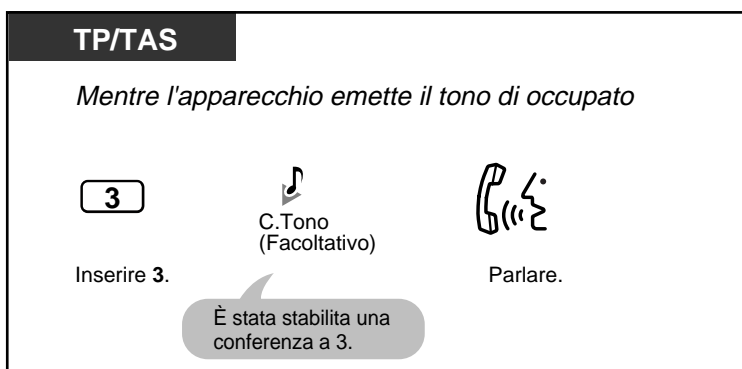 TP/TAS
Mentre l'apparecchio emette il tono di occupato
3
C.Tono
(Facoltativo)
Inserire 3.
Parlare.
È stata stabilita una
conferenza a 3.